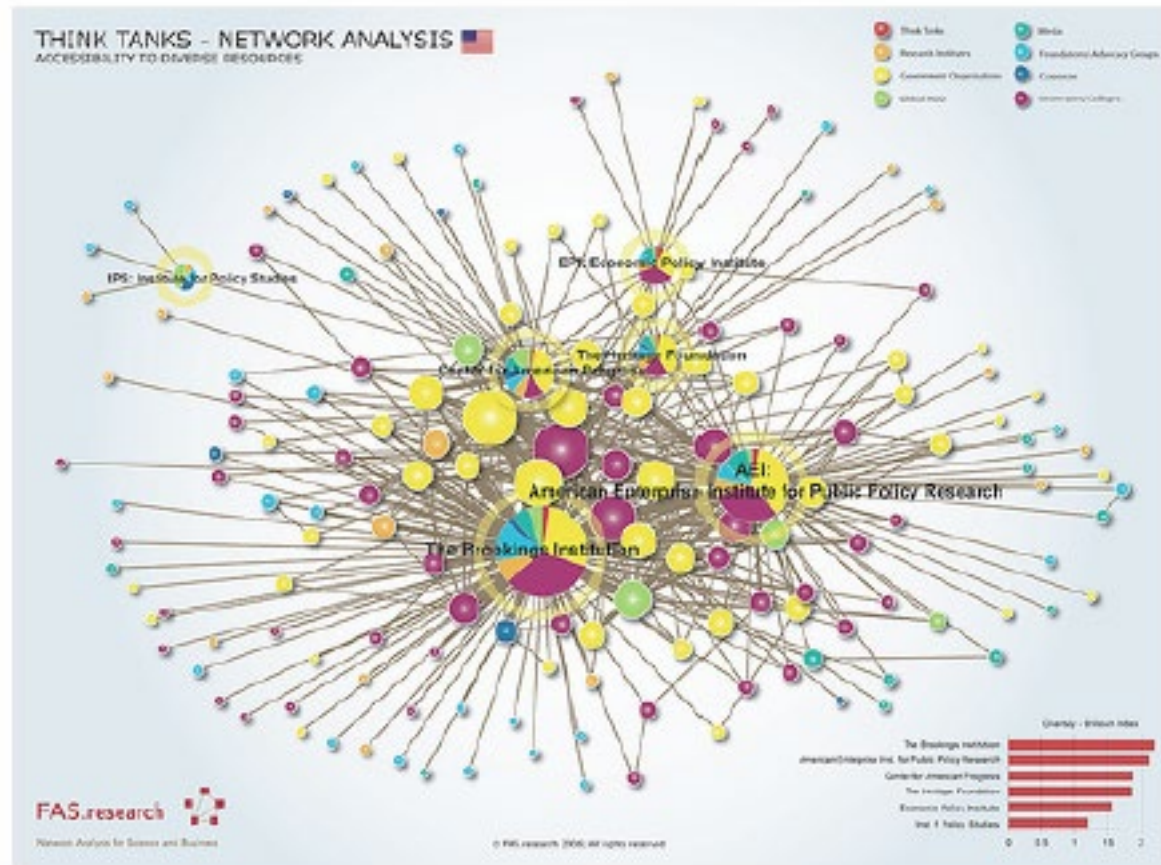 THINK TANKS - NETWORK ANALYSIS
ACCESSIBILITY TO DIVERSE RESOURCES
Think Tanks
Research Institutes
Government Organizations
Media
Foundations/Advocacy Groups
Companies
IPS: Institute for Policy Studies
EPI: Economic Policy Institute
The Heritage Foundation
Center for American Progress
AEI:
American Enterprise Institute for Public Policy Research
The Brookings Institution
Diversity - Index
The Brookings Institution
American Enterprise Inst. for Public Policy Research
Center for American Progress
The Heritage Foundation
Economic Policy Institute
Inst. f. Policy Studies
0 0.5 1 1.5 2
FAS.research
Network Analysis for Science and Business
© FAS.research 2006, All rights reserved